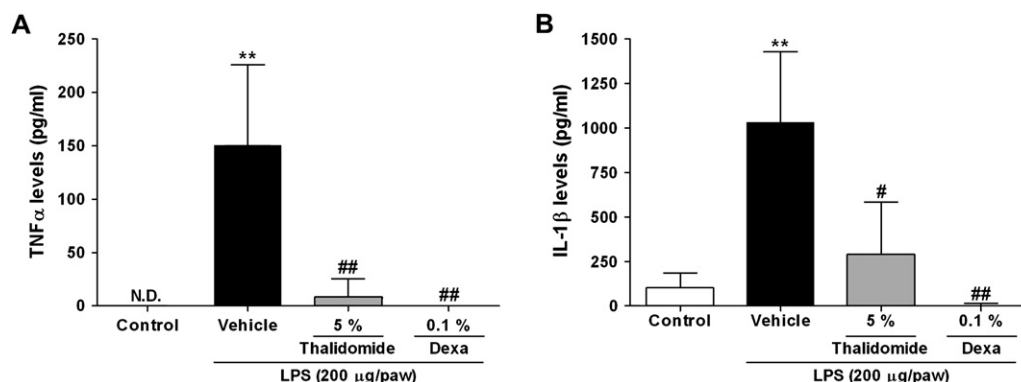 A
TNFα levels (pg/ml)
250
200
150
100
50
0
**
##
##
N.D.
Control
Vehicle
5 %
0.1 %
Thalidomide
Dexa
LPS (200 µg/paw)
B
IL-1β levels (pg/ml)
1500
1250
1000
750
500
250
0
**
#
##
Control
Vehicle
5 %
0.1 %
Thalidomide
Dexa
LPS (200 µg/paw)